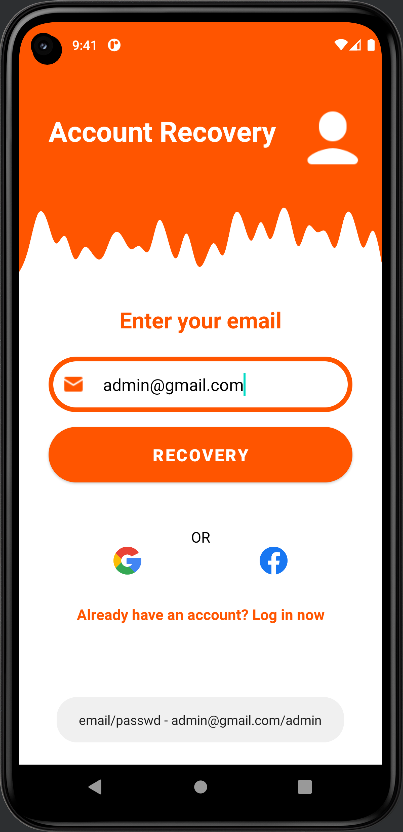 9:41
Account Recovery
Enter your email
admin@gmail.com
RECOVERY
OR
Already have an account? Log in now
email/passwd - admin@gmail.com/admin